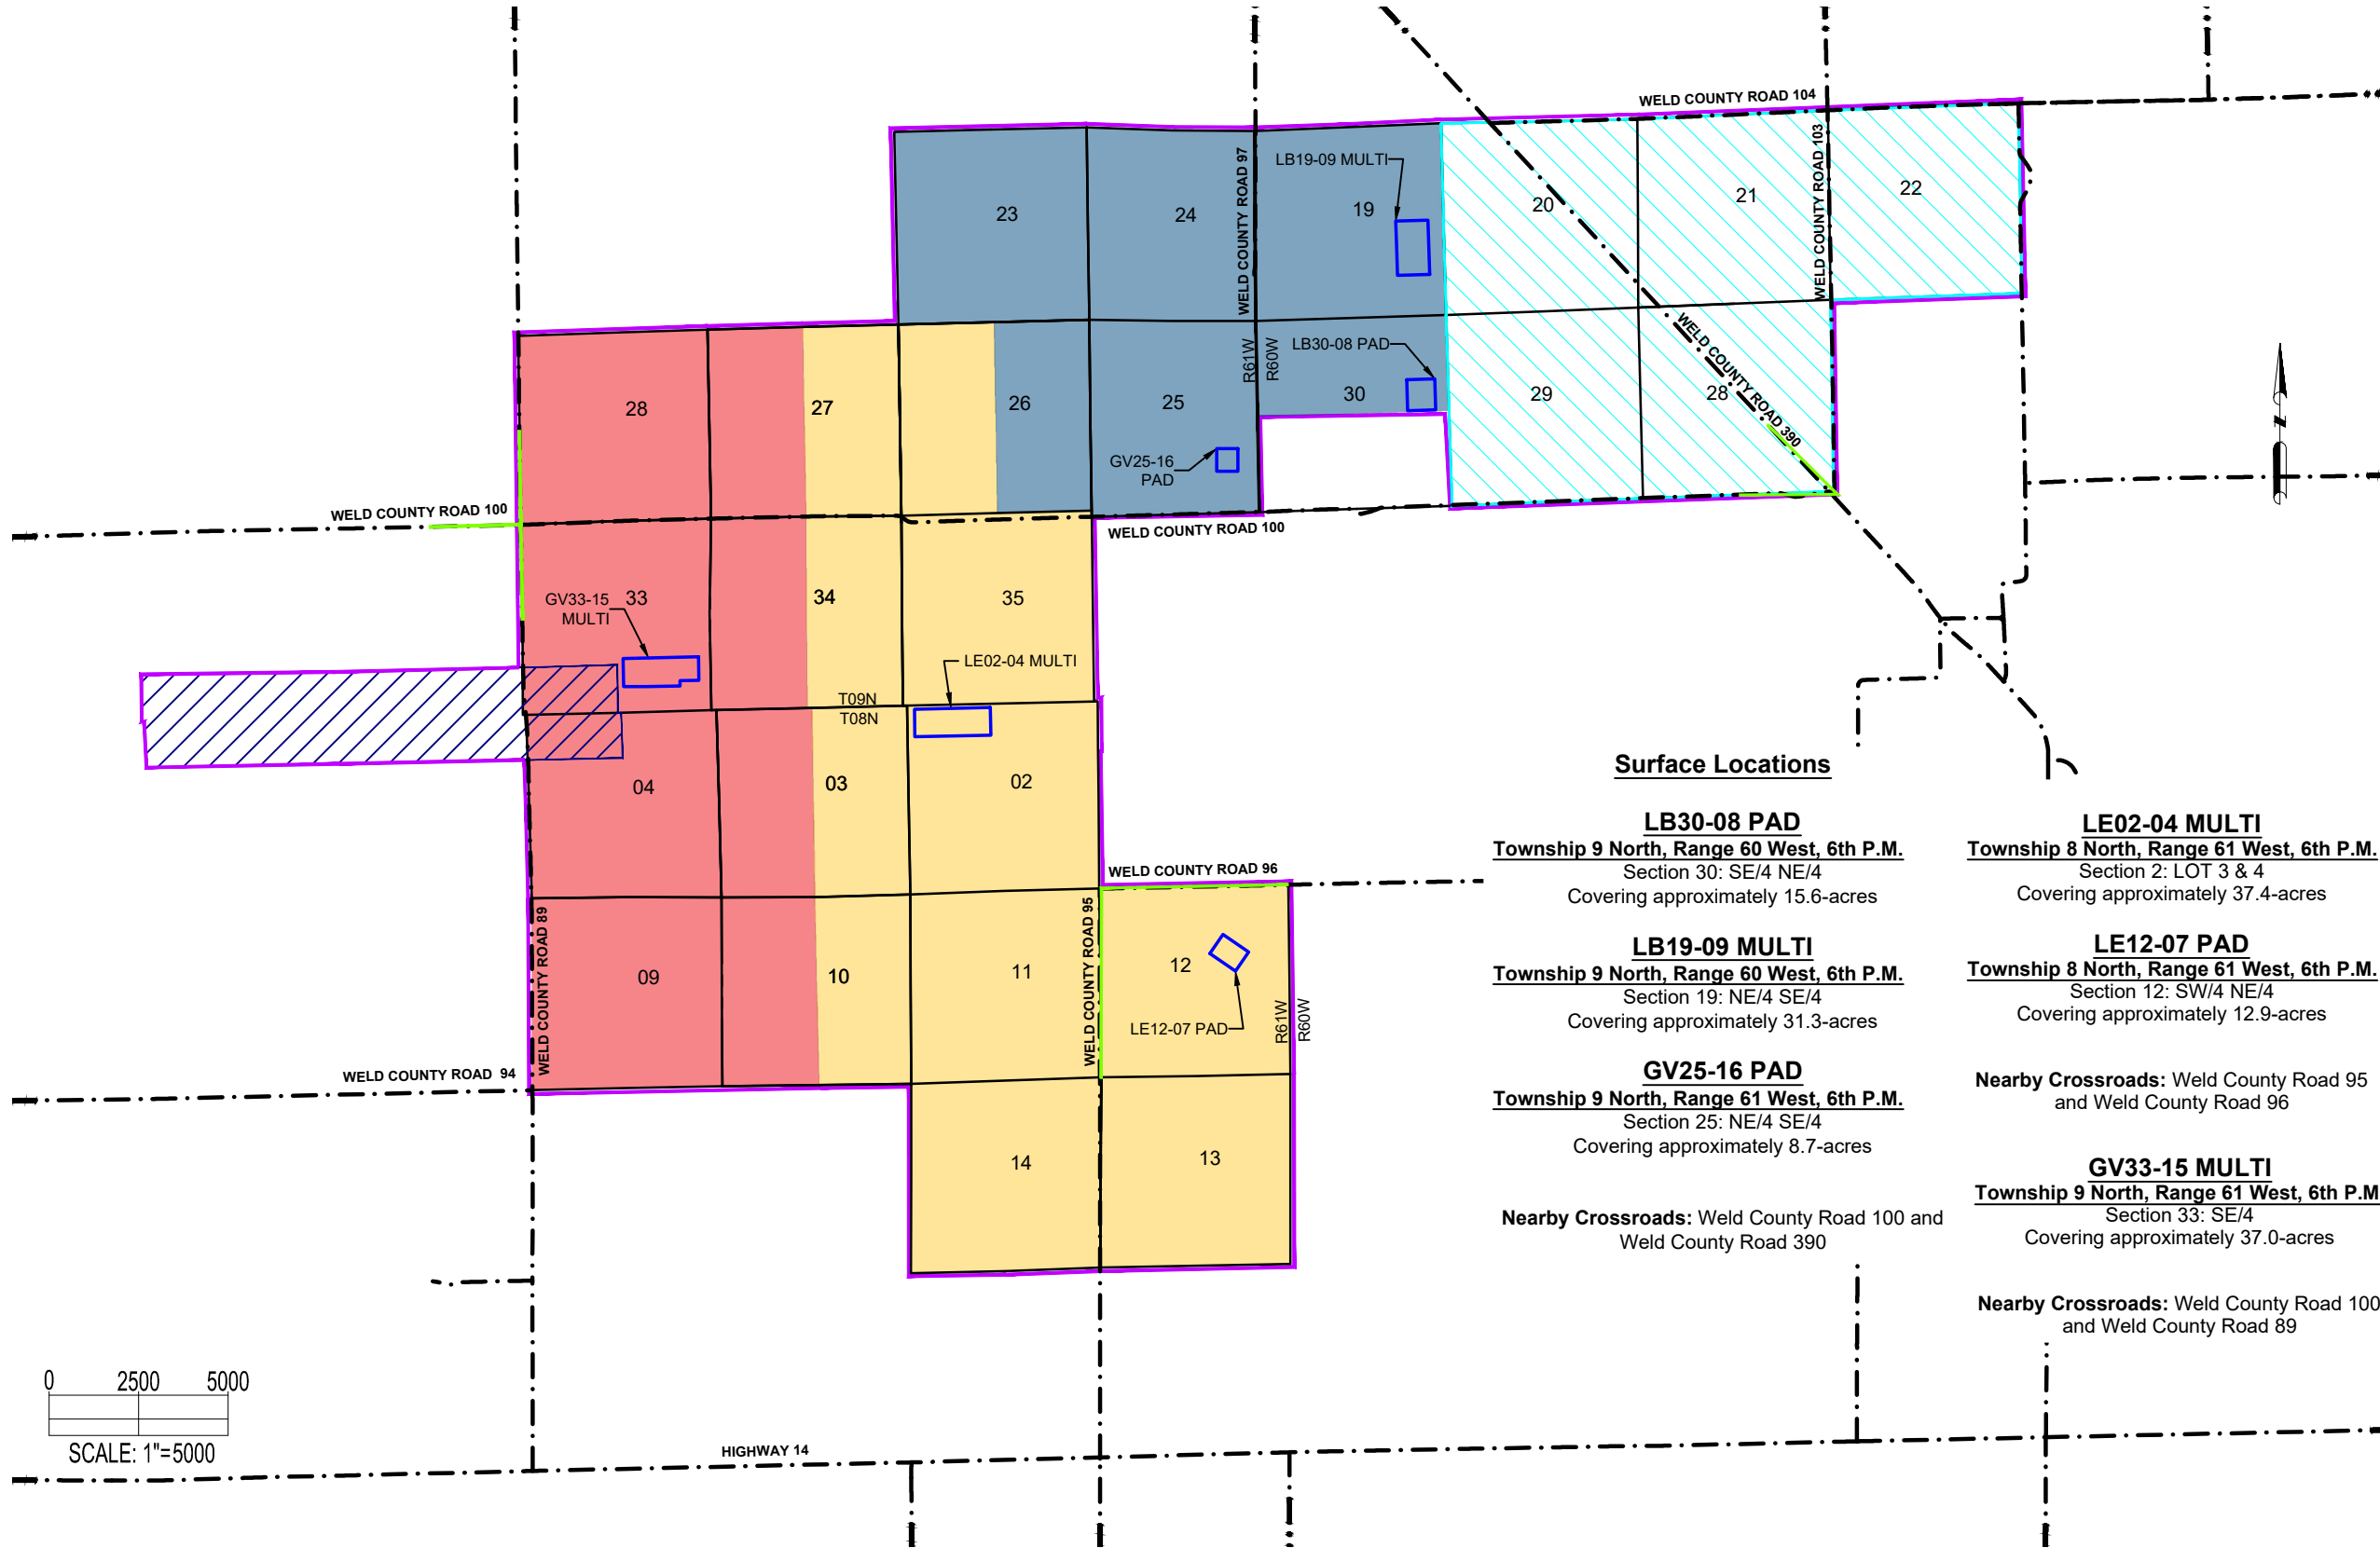 WELD COUNTY ROAD 104
WELD COUNTY ROAD 97
WELD COUNTY ROAD 103
LB19-09 MULTI
23
24
19
20
21
22
LB30-08 PAD
R61W
R60W
WELD COUNTY ROAD 390
28
27
26
25
30
29
28
GV25-16
PAD
N
WELD COUNTY ROAD 100
WELD COUNTY ROAD 100
GV33-15
MULTI
33
34
35
LE02-04 MULTI
T09N
T08N
04
03
02
WELD COUNTY ROAD 96
WELD COUNTY ROAD 89
WELD COUNTY ROAD 95
09
10
11
12
LE12-07 PAD
R61W
R60W
WELD COUNTY ROAD 94
14
13
Surface Locations
LB30-08 PAD
Township 9 North, Range 60 West, 6th P.M.
Section 30: SE/4 NE/4
Covering approximately 15.6-acres
LB19-09 MULTI
Township 9 North, Range 60 West, 6th P.M.
Section 19: NE/4 SE/4
Covering approximately 31.3-acres
GV25-16 PAD
Township 9 North, Range 61 West, 6th P.M.
Section 25: NE/4 SE/4
Covering approximately 8.7-acres
Nearby Crossroads: Weld County Road 100 and
Weld County Road 390
LE02-04 MULTI
Township 8 North, Range 61 West, 6th P.M.
Section 2: LOT 3 & 4
Covering approximately 37.4-acres
LE12-07 PAD
Township 8 North, Range 61 West, 6th P.M.
Section 12: SW/4 NE/4
Covering approximately 12.9-acres
Nearby Crossroads: Weld County Road 95
and Weld County Road 96
GV33-15 MULTI
Township 9 North, Range 61 West, 6th P.M
Section 33: SE/4
Covering approximately 37.0-acres
Nearby Crossroads: Weld County Road 100
and Weld County Road 89
0 2500 5000
SCALE: 1"=5000
HIGHWAY 14